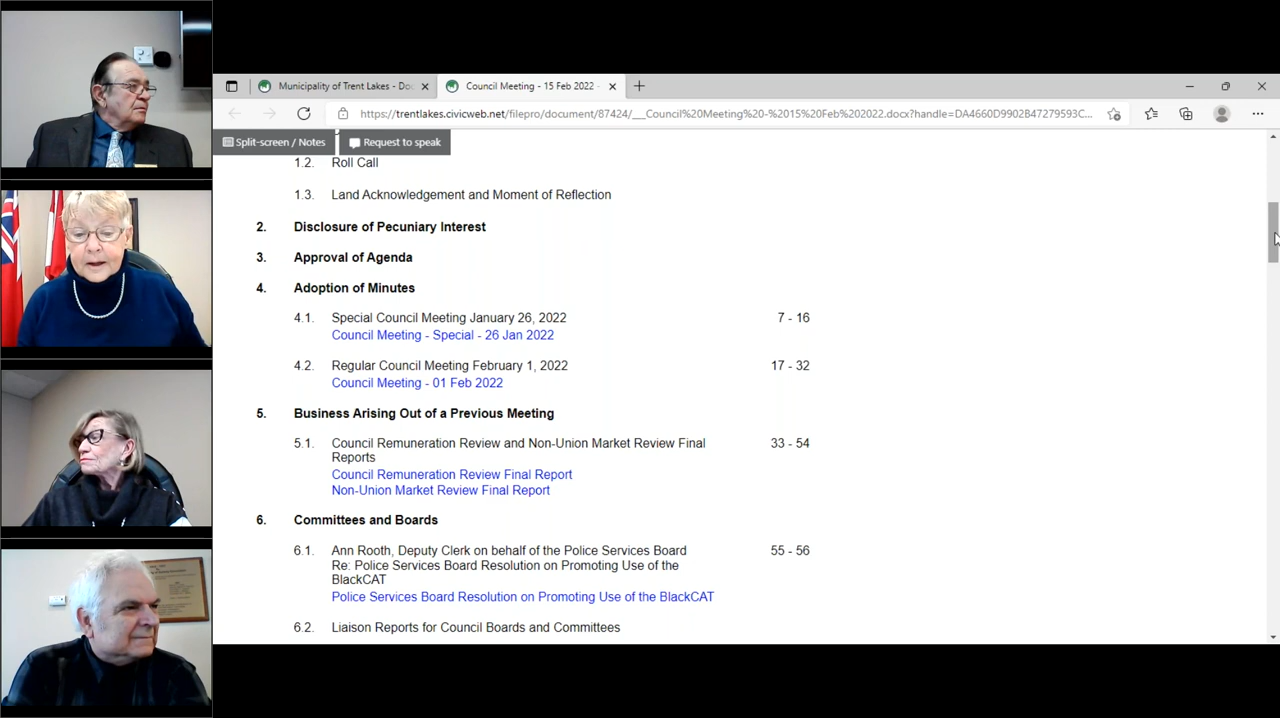 Municipality of Trent Lakes - Doc
Council Meeting - 15 Feb 2022 -
https://trentlakes.civicweb.net/filepro/document/87424/___Council%20Meeting%20-%2015%20Feb%202022.docx?handle=DA4660D9902B47279593C...
Split-screen / Notes
Request to speak
1.2. Roll Call
1.3. Land Acknowledgement and Moment of Reflection
2. Disclosure of Pecuniary Interest
3. Approval of Agenda
4. Adoption of Minutes
4.1. Special Council Meeting January 26, 2022 7 - 16
Council Meeting - Special - 26 Jan 2022
4.2. Regular Council Meeting February 1, 2022 17 - 32
Council Meeting - 01 Feb 2022
5. Business Arising Out of a Previous Meeting
5.1. Council Remuneration Review and Non-Union Market Review Final 33 - 54
Reports
Council Remuneration Review Final Report
Non-Union Market Review Final Report
6. Committees and Boards
6.1. Ann Rooth, Deputy Clerk on behalf of the Police Services Board 55 - 56
Re: Police Services Board Resolution on Promoting Use of the
BlackCAT
Police Services Board Resolution on Promoting Use of the BlackCAT
6.2. Liaison Reports for Council Boards and Committees